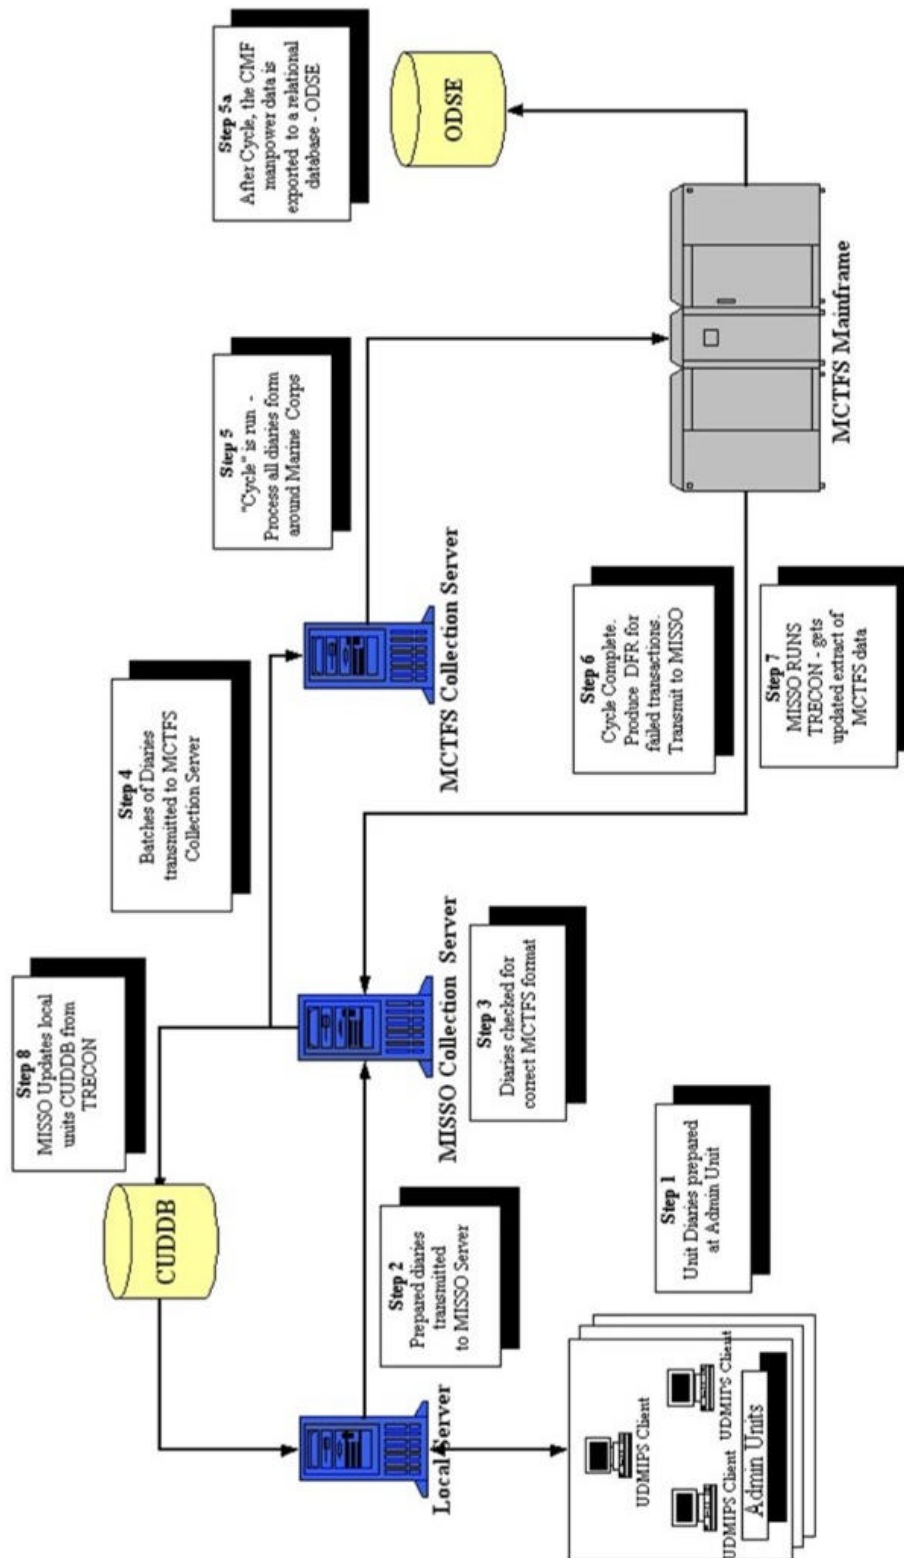 Step 8
MISSO Updates local
units CUDDB from
TRECON
Step 4
Batches of Diaries
transmitted to MCTFS
Collection Server
Step 5
"Cycle" is run -
Process all diaries form
around Marine Corps
Step 5a
After Cycle, the CMF
manpower data is
exported to a relational
database - ODSE
CUDDB
ODSE
Local Server
MISSO Collection Server
MCTFS Collection Server
Step 2
Prepared diaries
transmitted
to MISSO Server
Step 3
Diaries checked for
correct MCTFS format
Step 6
Cycle Complete.
Produce DFR for
failed transactions.
Transmit to MISSO
Step 7
MISSO RUNS
TRECON - gets
updated extract of
MCTFS data
MCTFS Mainframe
Step 1
Unit Diaries prepared
at Admin Unit
UDMIPS Client
UDMIPS Client
UDMIPS Client
Admin Units